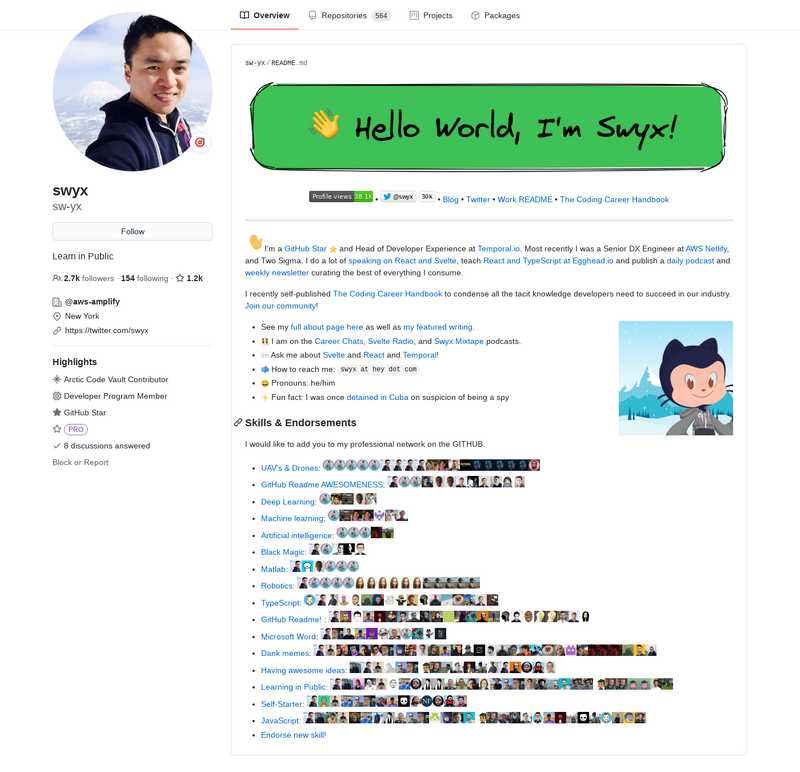 Overview
Repositories 564
Projects
Packages
swyx
sw-yx
Follow
Learn in Public
2.7k followers · 154 following · 1.2k
@aws-amplify
New York
https://twitter.com/swyx
Highlights
Arctic Code Vault Contributor
Developer Program Member
GitHub Star
PRO
8 discussions answered
Block or Report
sw-yx/README.md
Hello World, I'm Swyx!
Profile views 38.1k • @swyx 30k • Blog • Twitter • Work README • The Coding Career Handbook
I'm a GitHub Star ⭐ and Head of Developer Experience at Temporal.io. Most recently I was a Senior DX Engineer at AWS Netlify,
and Two Sigma. I do a lot of speaking on React and Svelte, teach React and TypeScript at Egghead.io and publish a daily podcast and
weekly newsletter curating the best of everything I consume.
I recently self-published The Coding Career Handbook to condense all the tacit knowledge developers need to succeed in our industry.
Join our community!
• See my full about page here as well as my featured writing.
• I am on the Career Chats, Svelte Radio, and Swyx Mixtape podcasts.
• Ask me about Svelte and React and Temporal!
• How to reach me: swyx at hey dot com
• Pronouns: he/him
• Fun fact: I was once detained in Cuba on suspicion of being a spy
Skills & Endorsements
I would like to add you to my professional network on the GITHUB.
• UAV's & Drones:
• GitHub Readme AWESOMENESS:
• Deep Learning:
• Machine learning:
• Artificial intelligence:
• Black Magic:
• Matlab:
• Robotics:
• TypeScript:
• GitHub Readme! :
• Microsoft Word:
• Dank memes:
• Having awesome ideas:
• Learning in Public:
• Self-Starter:
• JavaScript:
• Endorse new skill!